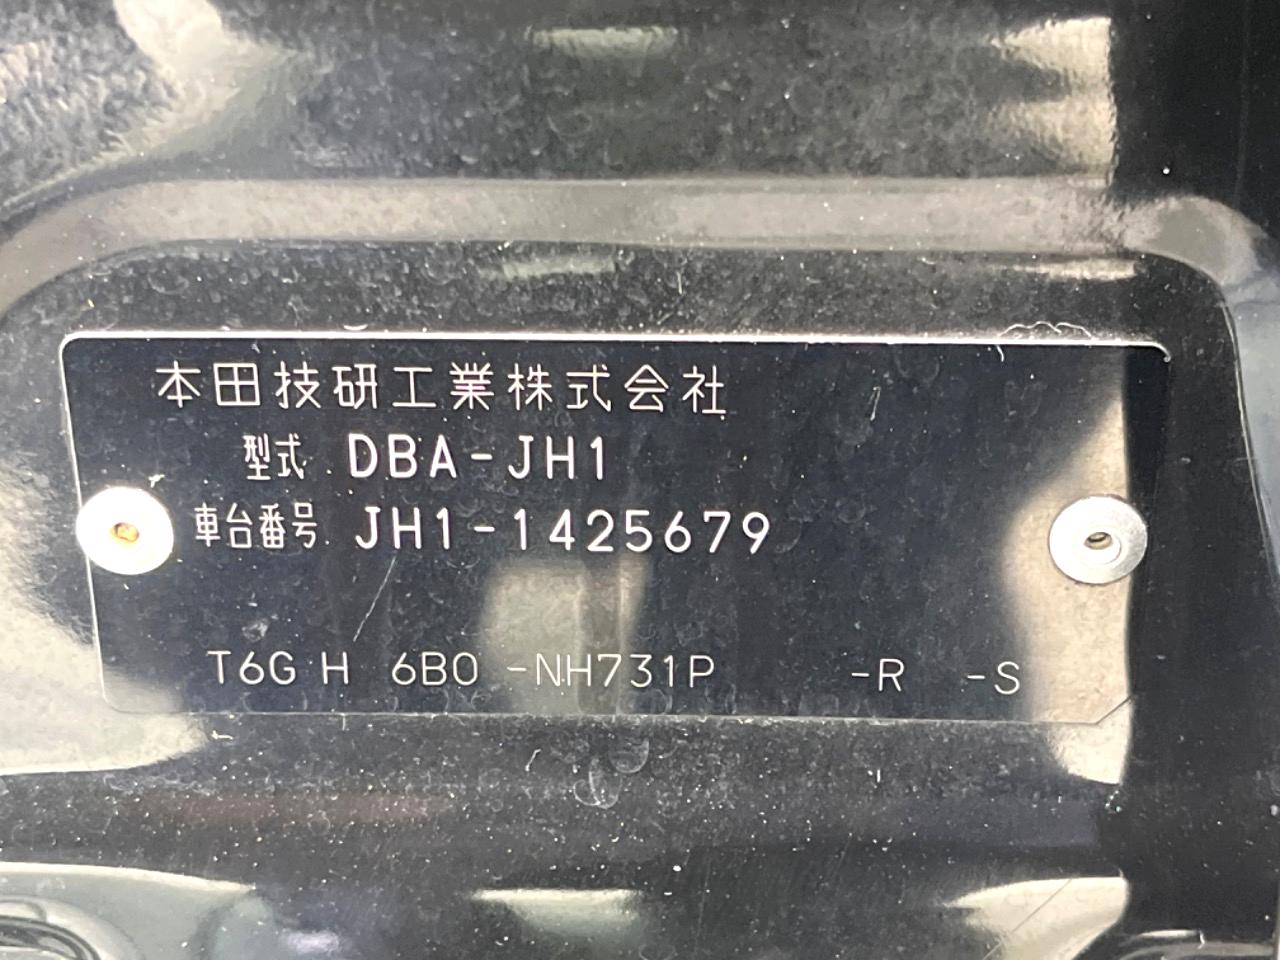 本田技研工業株式会社
型式 DBA-JH1
車台番号 JH1-1425679
T6G H 6B0 -NH731P -R -S